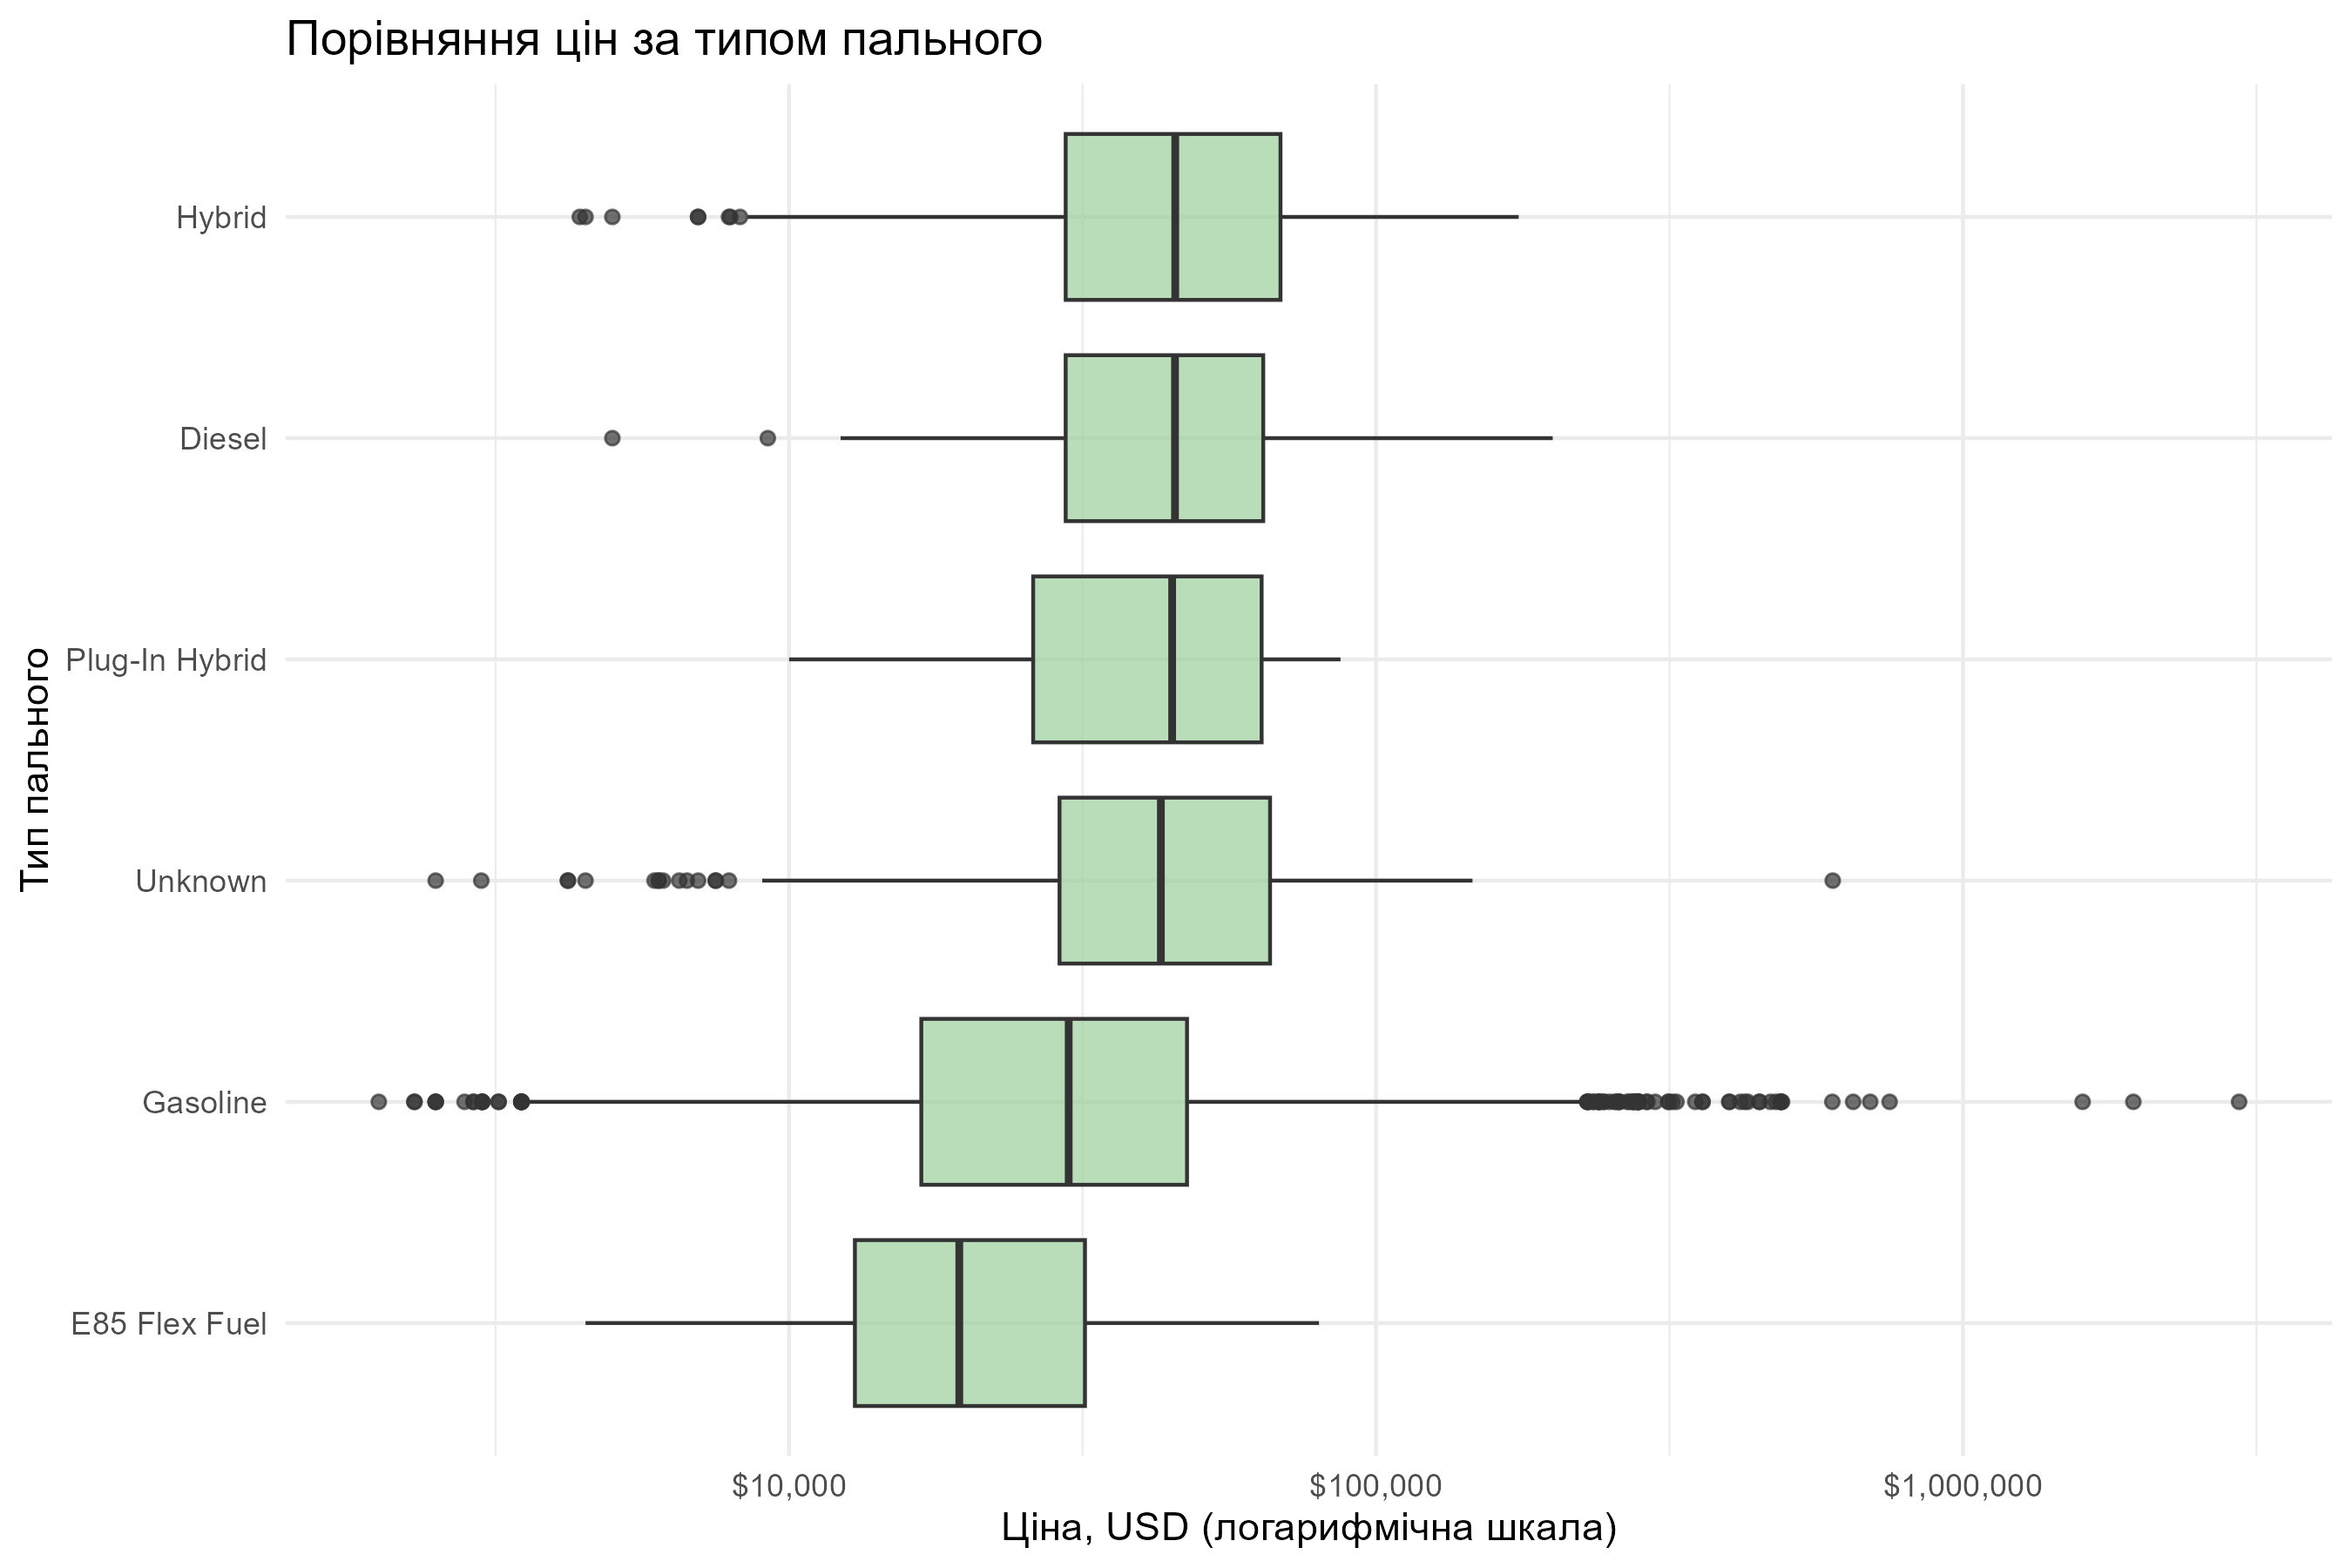 Порівняння цін за типом пального
Тип пального
Hybrid
Diesel
Plug-In Hybrid
Unknown
Gasoline
E85 Flex Fuel
$10,000
$100,000
$1,000,000
Ціна, USD (логарифмічна шкала)